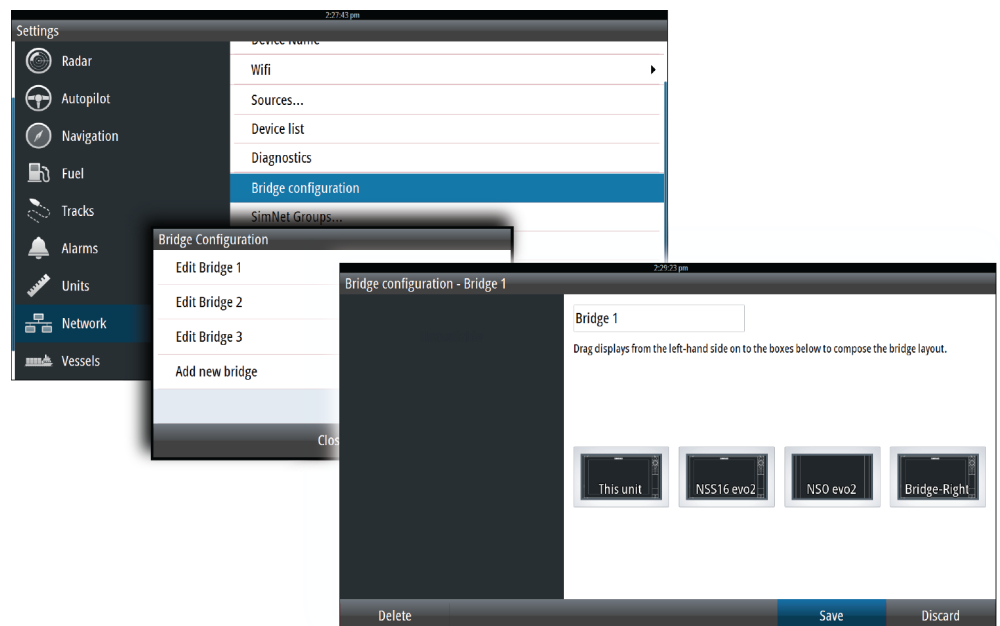 2:27:43 pm
Settings
Radar
Autopilot
Navigation
Fuel
Tracks
Alarms
Units
Network
Vessels
Device Name
Wifi
Sources...
Device list
Diagnostics
Bridge configuration
SimNet Groups...
Bridge Configuration
Edit Bridge 1
Edit Bridge 2
Edit Bridge 3
Add new bridge
Clos
2:29:23 pm
Bridge configuration - Bridge 1
Bridge 1
Drag displays from the left-hand side on to the boxes below to compose the bridge layout.
This unit
NSS16 evo2
NSO evo2
Bridge-Right
Delete
Save
Discard